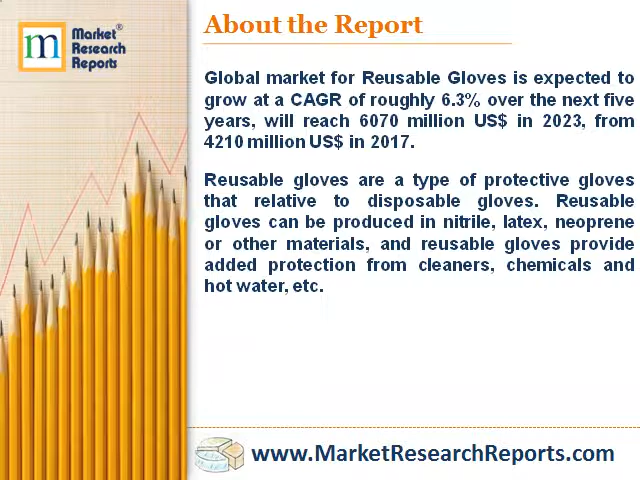 m
Market®
Research
Reports
About the Report
Global market for Reusable Gloves is expected to
grow at a CAGR of roughly 6.3% over the next five
years, will reach 6070 million US$ in 2023, from
4210 million US$ in 2017.
Reusable gloves are a type of protective gloves
that relative to disposable gloves. Reusable
gloves can be produced in nitrile, latex, neoprene
or other materials, and reusable gloves provide
added protection from cleaners, chemicals and
hot water, etc.
www.MarketResearchReports.com